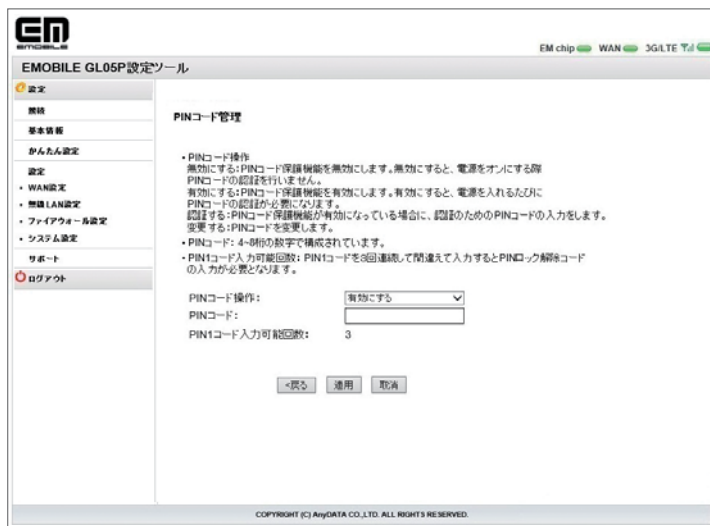 EM
EMOBILE
EM chip WAN 3G/LTE
EMOBILE GL05P設定ツール
設定
接続
基本情報
かんたん設定
設定
• WAN設定
• 無線LAN設定
• ファイアウォール設定
• システム設定
サポート
ログアウト
PINコード管理
• PINコード操作
無効にする:PINコード保護機能を無効にします。無効にすると、電源をオンにする際
PINコードの認証を行いません。
有効にする:PINコード保護機能を有効にします。有効にすると、電源を入れるたびに
PINコードの認証が必要になります。
認証する:PINコード保護機能が有効になっている場合に、認証のためのPINコードの入力をします。
変更する:PINコードを変更します。
• PINコード: 4~8桁の数字で構成されています。
• PIN1コード入力可能回数: PIN1コードを3回連続して間違えて入力するとPINロック解除コード
の入力が必要となります。
PINコード操作: 有効にする
PINコード:
PIN1コード入力可能回数: 3
<戻る 適用 取消
COPYRIGHT (C) AnyDATA CO.,LTD. ALL RIGHTS RESERVED.